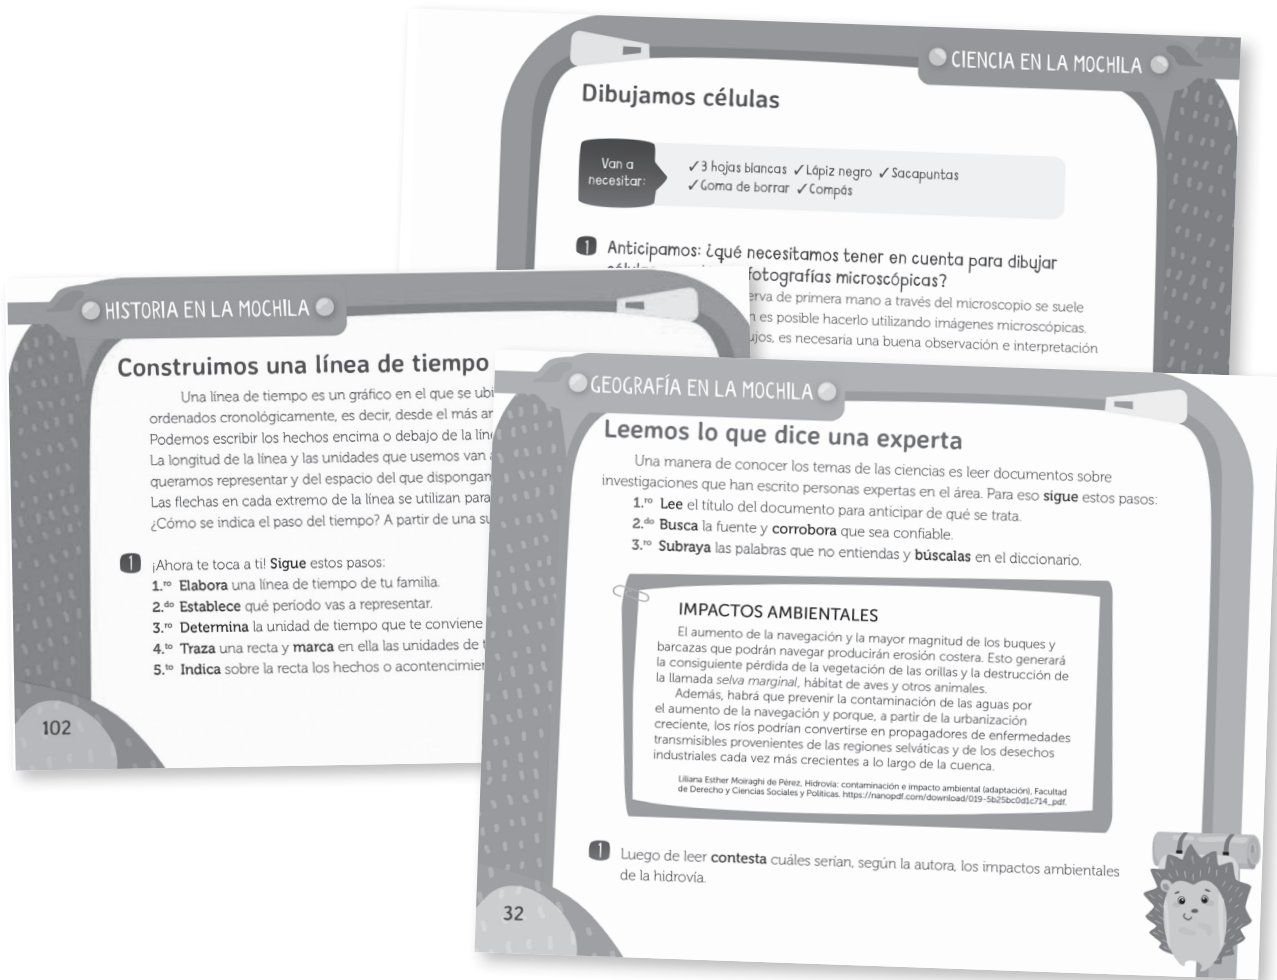 CIENCIA EN LA MOCHILA
Dibujamos células
Van a
necesitar:
✓3 hojas blancas ✓Lápiz negro ✓Sacapuntas
✓Goma de borrar ✓Compás
1 Anticipamos: ¿qué necesitamos tener en cuenta para dibujar
fotografías microscópicas?
de primera mano a través del microscopio se suele
es posible hacerlo utilizando imágenes microscópicas.
es necesaria una buena observación e interpretación
HISTORIA EN LA MOCHILA
Construimos una línea de tiempo
Una línea de tiempo es un gráfico en el que se ubi
ordenados cronológicamente, es decir, desde el más an
Podemos escribir los hechos encima o debajo de la líne
La longitud de la línea y las unidades que usemos van
queramos representar y del espacio del que dispongam
Las flechas en cada extremo de la línea se utilizan para
¿Cómo se indica el paso del tiempo? A partir de una su
1 ¡Ahora te toca a ti! Sigue estos pasos:
1.ro Elabora una línea de tiempo de tu familia.
2.do Establece qué período vas a representar.
3.ro Determina la unidad de tiempo que te conviene
4.to Traza una recta y marca en ella las unidades de
5.to Indica sobre la recta los hechos o acontencimien
102
GEOGRAFÍA EN LA MOCHILA
Leemos lo que dice una experta
Una manera de conocer los temas de las ciencias es leer documentos sobre
investigaciones que han escrito personas expertas en el área. Para eso sigue estos pasos:
1.ro Lee el título del documento para anticipar de qué se trata.
2.do Busca la fuente y corrobora que sea confiable.
3.ro Subraya las palabras que no entiendas y búscalas en el diccionario.
IMPACTOS AMBIENTALES
El aumento de la navegación y la mayor magnitud de los buques y
barcazas que podrán navegar producirán erosión costera. Esto generará
la consiguiente pérdida de la vegetación de las orillas y la destrucción de
la llamada selva marginal, hábitat de aves y otros animales.
Además, habrá que prevenir la contaminación de las aguas por
el aumento de la navegación y porque, a partir de la urbanización
creciente, los ríos podrían convertirse en propagadores de enfermedades
transmisibles provenientes de las regiones selváticas y de los desechos
industriales cada vez más crecientes a lo largo de la cuenca.
Liliana Esther Moiraghi de Pérez, Hidrovía: contaminación e impacto ambiental (adaptación), Facultad
de Derecho y Ciencias Sociales y Políticas. https://nanopdf.com/download/019-5b25bc0d1c714_pdf.
1 Luego de leer contesta cuáles serían, según la autora, los impactos ambientales
de la hidrovía.
32